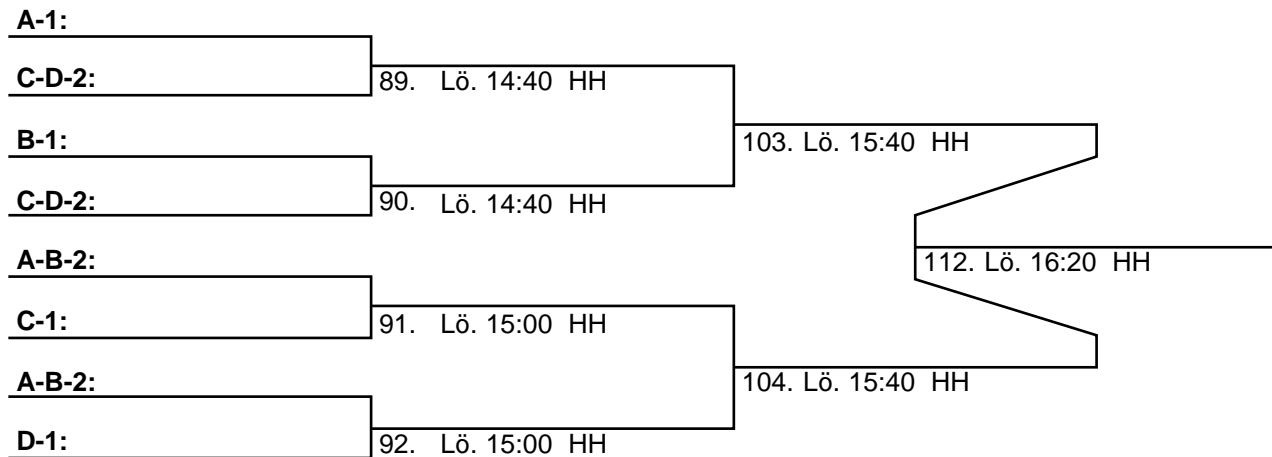 A-1:
C-D-2:
89. Lö. 14:40 HH
B-1:
103. Lö. 15:40 HH
C-D-2:
90. Lö. 14:40 HH
A-B-2:
112. Lö. 16:20 HH
C-1:
91. Lö. 15:00 HH
A-B-2:
104. Lö. 15:40 HH
D-1:
92. Lö. 15:00 HH